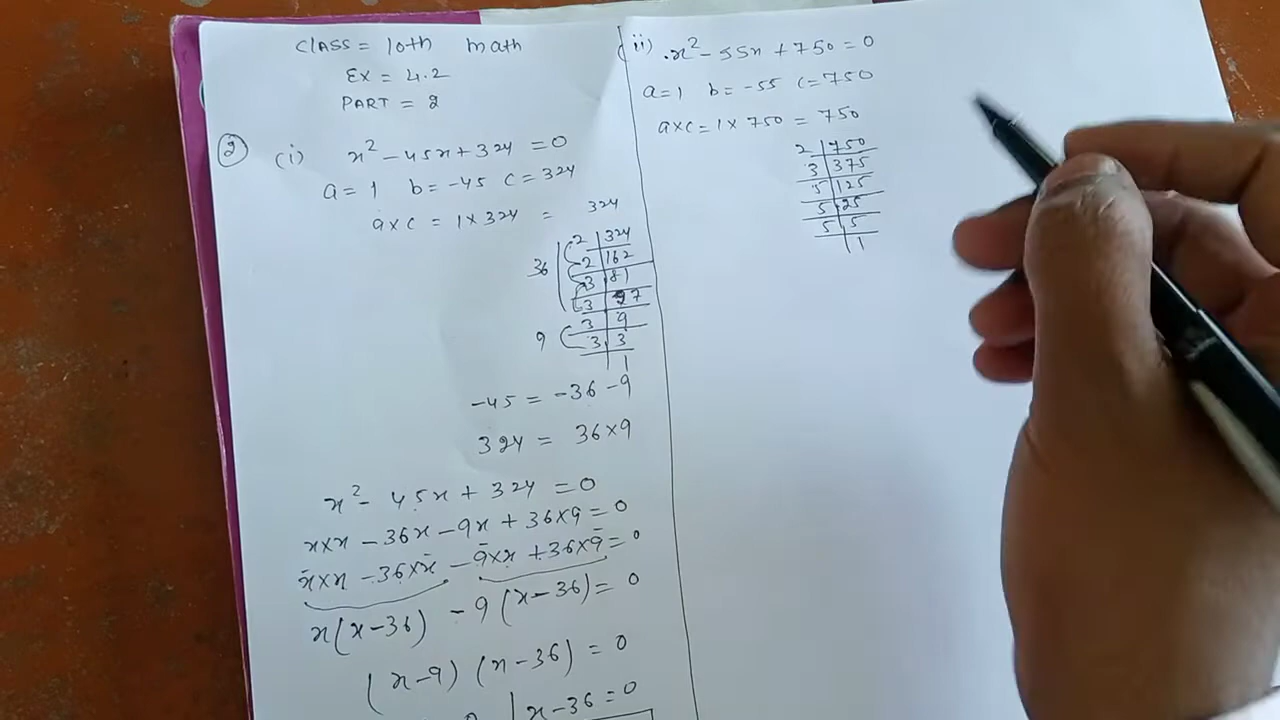 CLASS = 10th math
EX = 4.2
PART = 2
② (i) x² - 45x + 324 = 0
a = 1 b = -45 c = 324
a×c = 1 × 324 = 324
2 | 324
2 | 162
3 | 81
3 | 27
3 | 9
3 | 3
1
36
9
-45 = -36 - 9
324 = 36×9
x² - 45x + 324 = 0
x×x - 36x - 9x + 36×9 = 0
x×x - 36×x - 9×x + 36×9 = 0
x(x-36) - 9(x-36) = 0
(x-9) (x-36) = 0
x-36 = 0
(ii) x² - 55x + 750 = 0
a=1 b= -55 c=750
a×c = 1 × 750 = 750
2 | 750
3 | 375
5 | 125
5 | 25
5 | 5
1